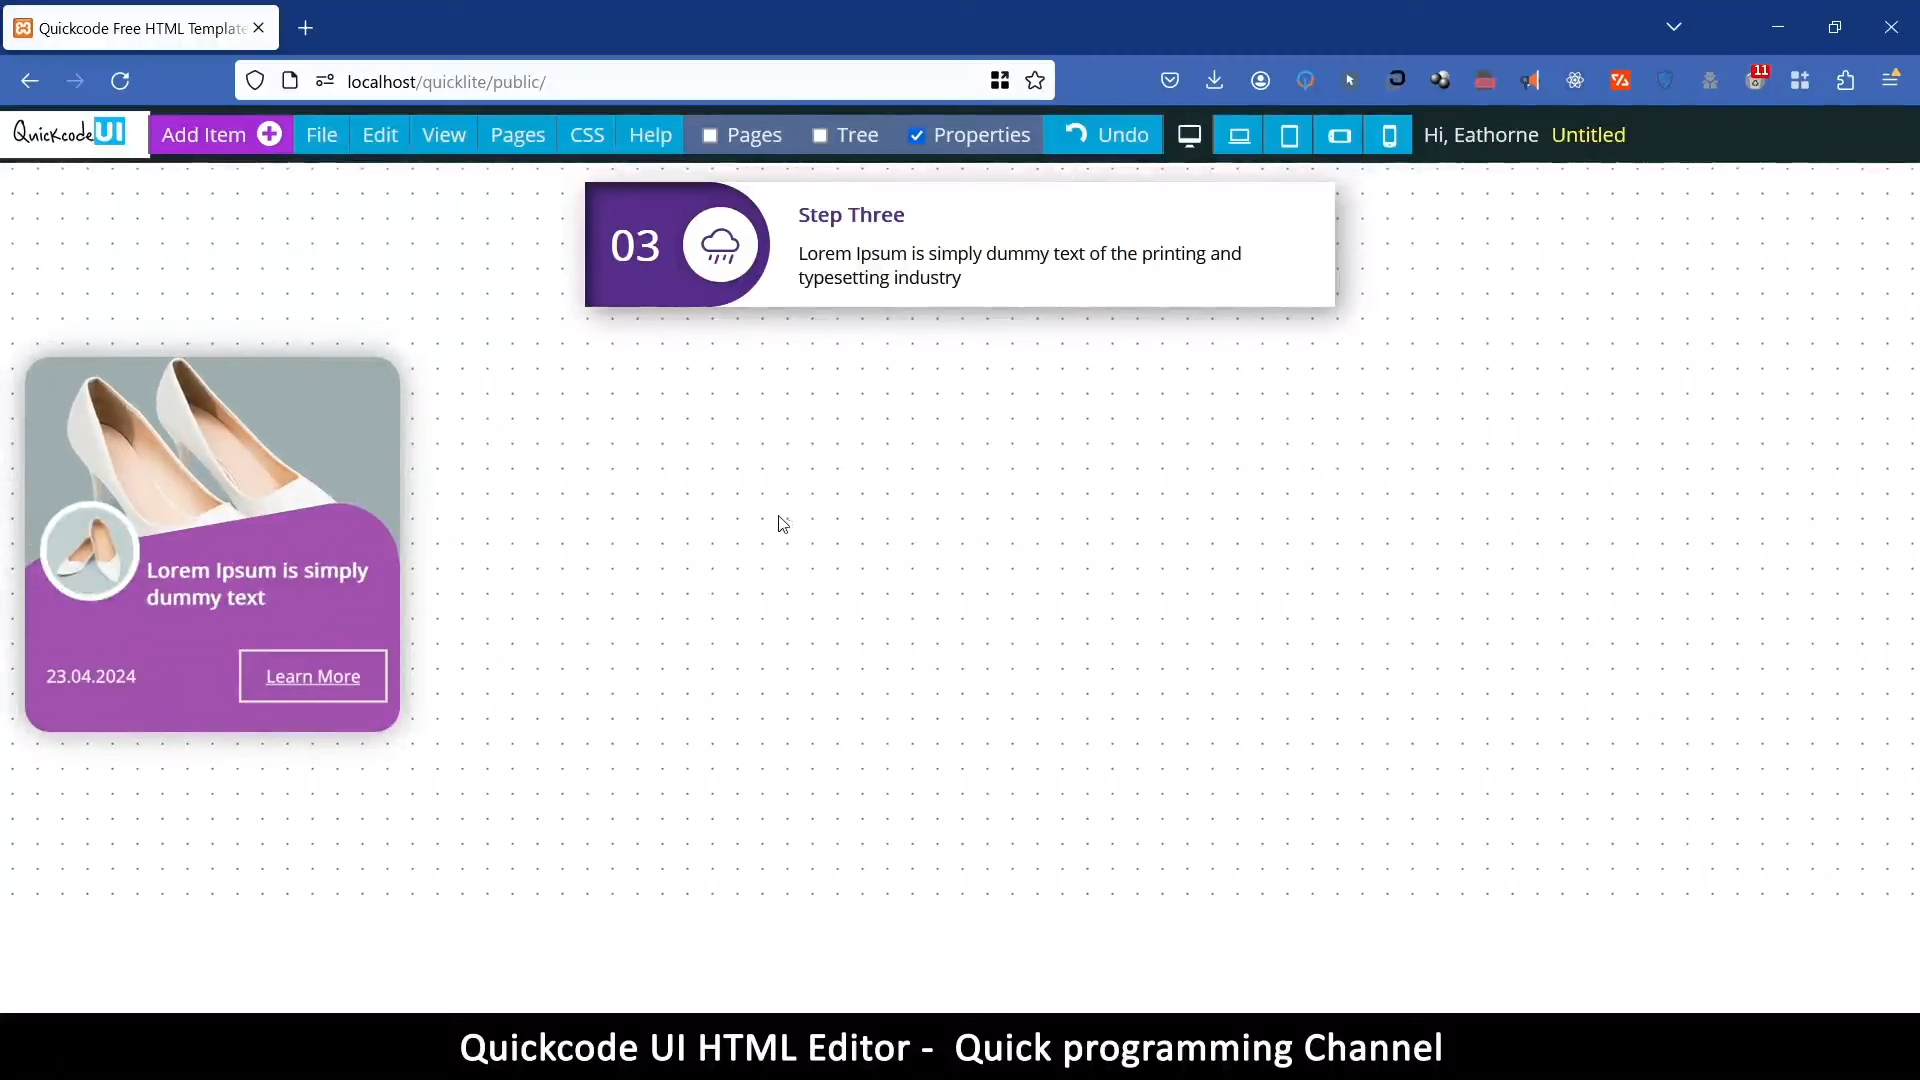 Quickcode Free HTML Template
localhost/quicklite/public/
11
QuickcodeUI Add Item File Edit View Pages CSS Help Pages Tree Properties Undo Hi, Eathorne Untitled
03
Step Three
Lorem Ipsum is simply dummy text of the printing and
typesetting industry
Lorem Ipsum is simply
dummy text
23.04.2024 Learn More
Quickcode UI HTML Editor - Quick programming Channel